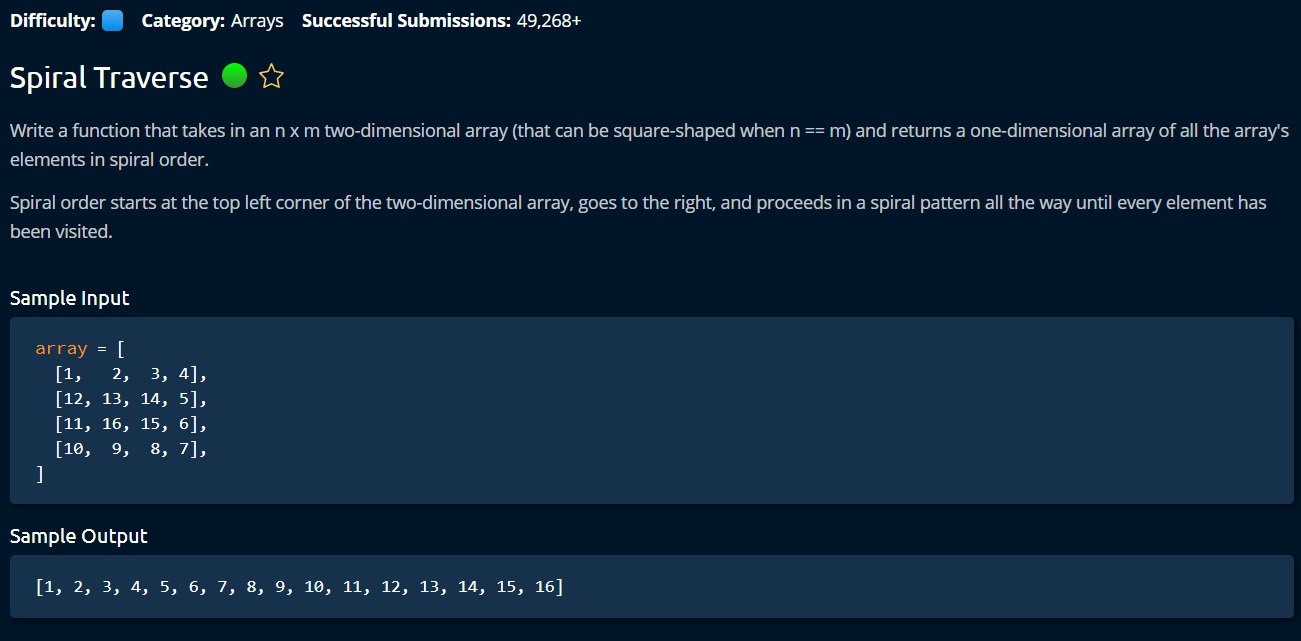 Difficulty: Category: Arrays Successful Submissions: 49,268+
Spiral Traverse
Write a function that takes in an n x m two-dimensional array (that can be square-shaped when n == m) and returns a one-dimensional array of all the array's
elements in spiral order.
Spiral order starts at the top left corner of the two-dimensional array, goes to the right, and proceeds in a spiral pattern all the way until every element has
been visited.
Sample Input
array = [
  [1,   2,  3, 4],
  [12, 13, 14, 5],
  [11, 16, 15, 6],
  [10,  9,  8, 7],
]
Sample Output
[1, 2, 3, 4, 5, 6, 7, 8, 9, 10, 11, 12, 13, 14, 15, 16]